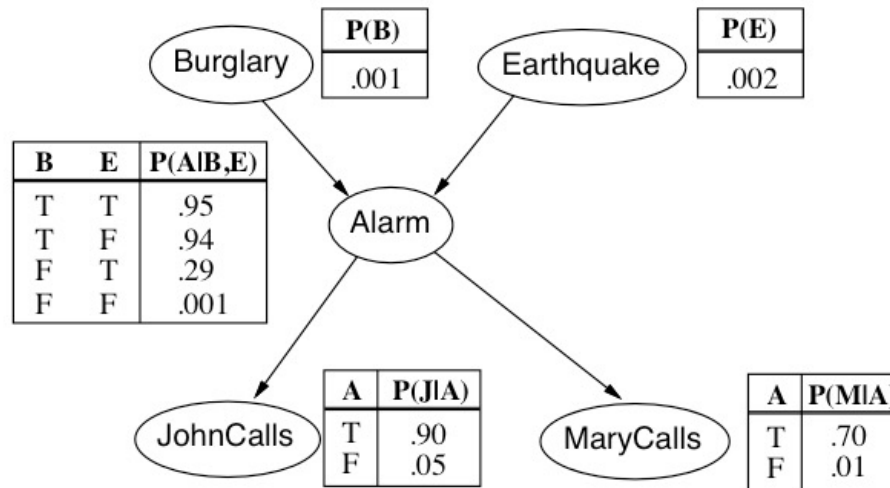 Burglary
P(B)
.001
Earthquake
P(E)
.002
B E P(A|B,E)
T T .95
T F .94
F T .29
F F .001
Alarm
JohnCalls
A P(J|A)
T .90
F .05
MaryCalls
A P(M|A)
T .70
F .01